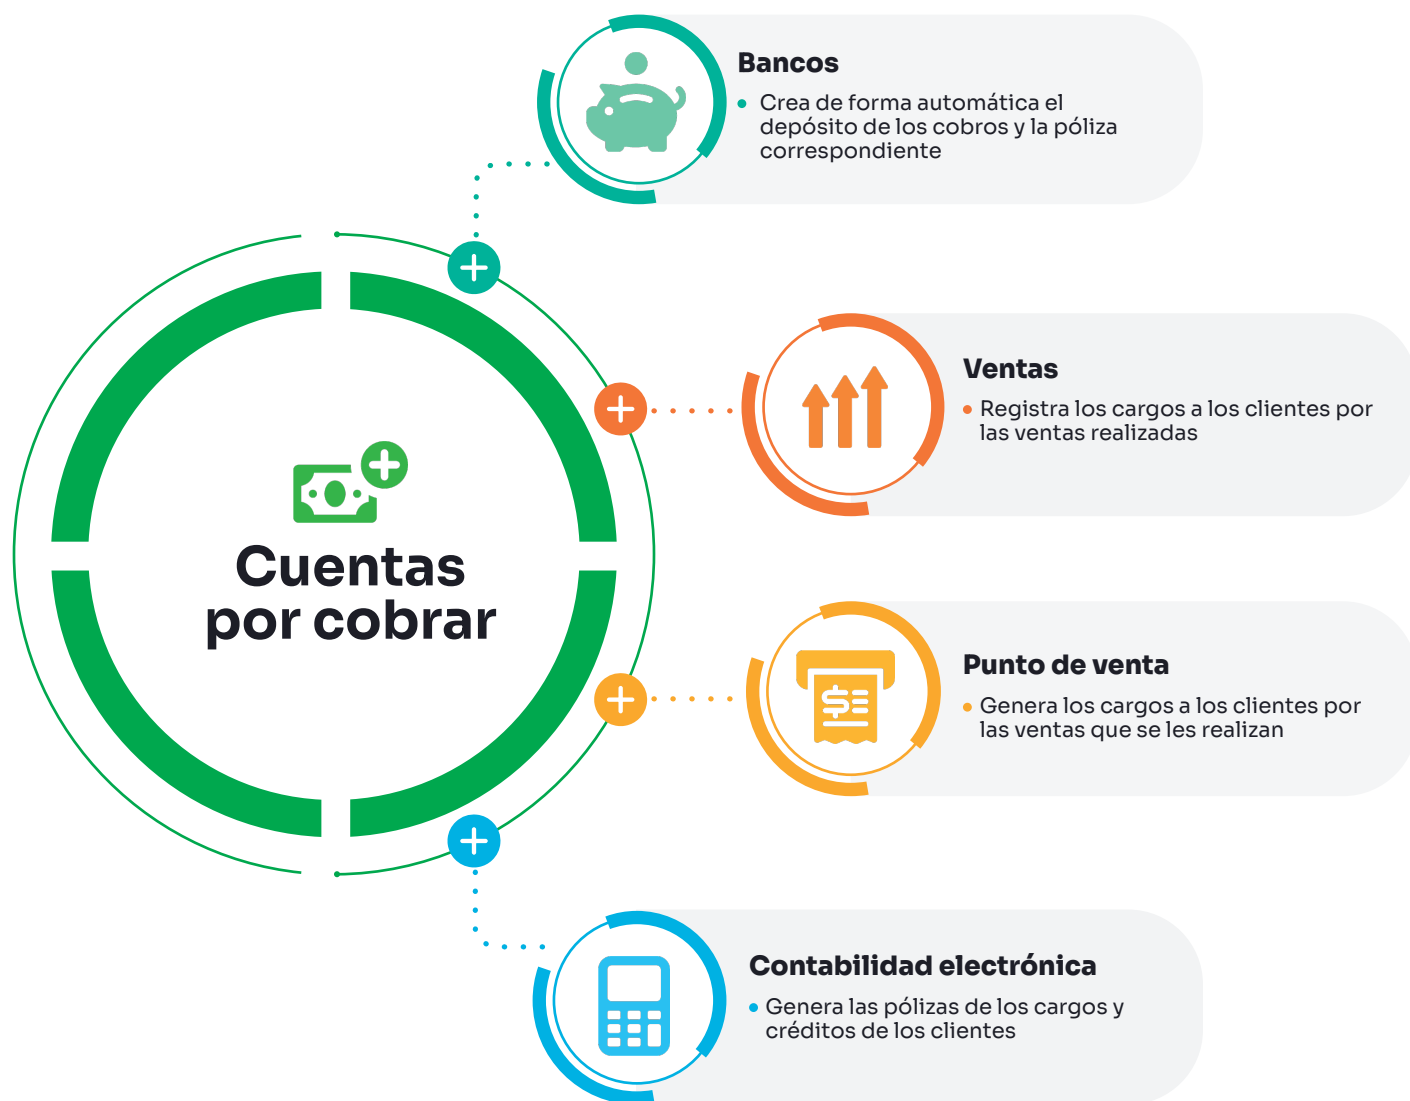 Bancos
Crea de forma automática el
depósito de los cobros y la póliza
correspondiente
Ventas
Registra los cargos a los clientes por
las ventas realizadas
Cuentas
por cobrar
Punto de venta
Genera los cargos a los clientes por
las ventas que se les realizan
Contabilidad electrónica
Genera las pólizas de los cargos y
créditos de los clientes